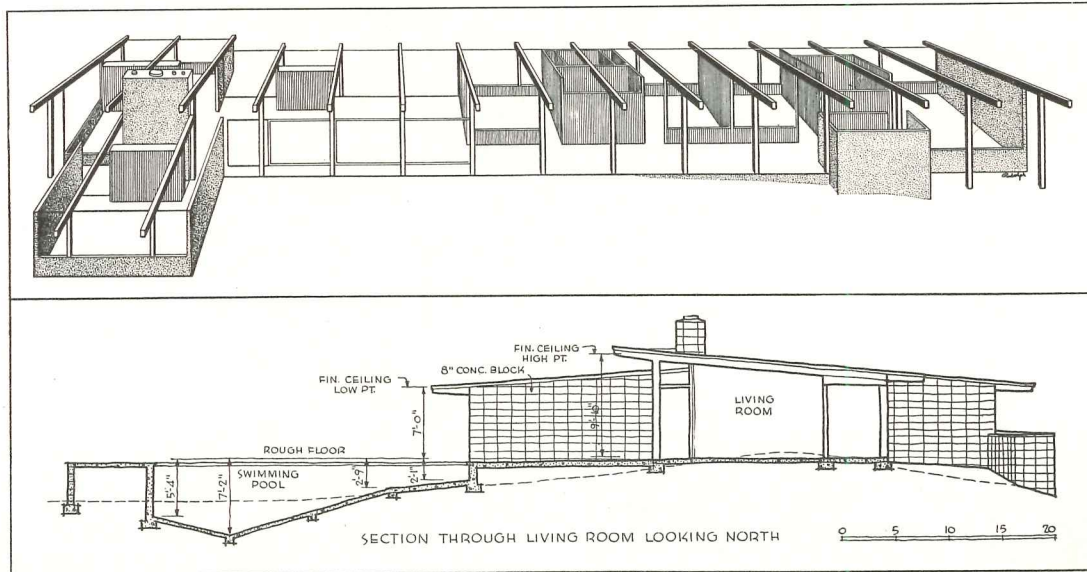 FIN. CEILING
HIGH PT.
8" CONC. BLOCK
FIN. CEILING
LOW PT.
7'-0"
9'-6"
LIVING
ROOM
ROUGH FLOOR
SWIMMING
POOL
5'-4"
7'-2"
2'-9"
2'-1"
SECTION THROUGH LIVING ROOM LOOKING NORTH
0 5 10 15 20